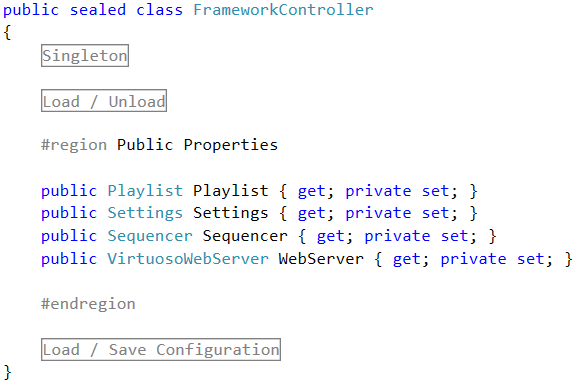 public sealed class FrameworkController
{
Singleton
Load / Unload
#region Public Properties
public Playlist Playlist { get; private set; }
public Settings Settings { get; private set; }
public Sequencer Sequencer { get; private set; }
public VirtuosoWebServer WebServer { get; private set; }
#endregion
Load / Save Configuration
}